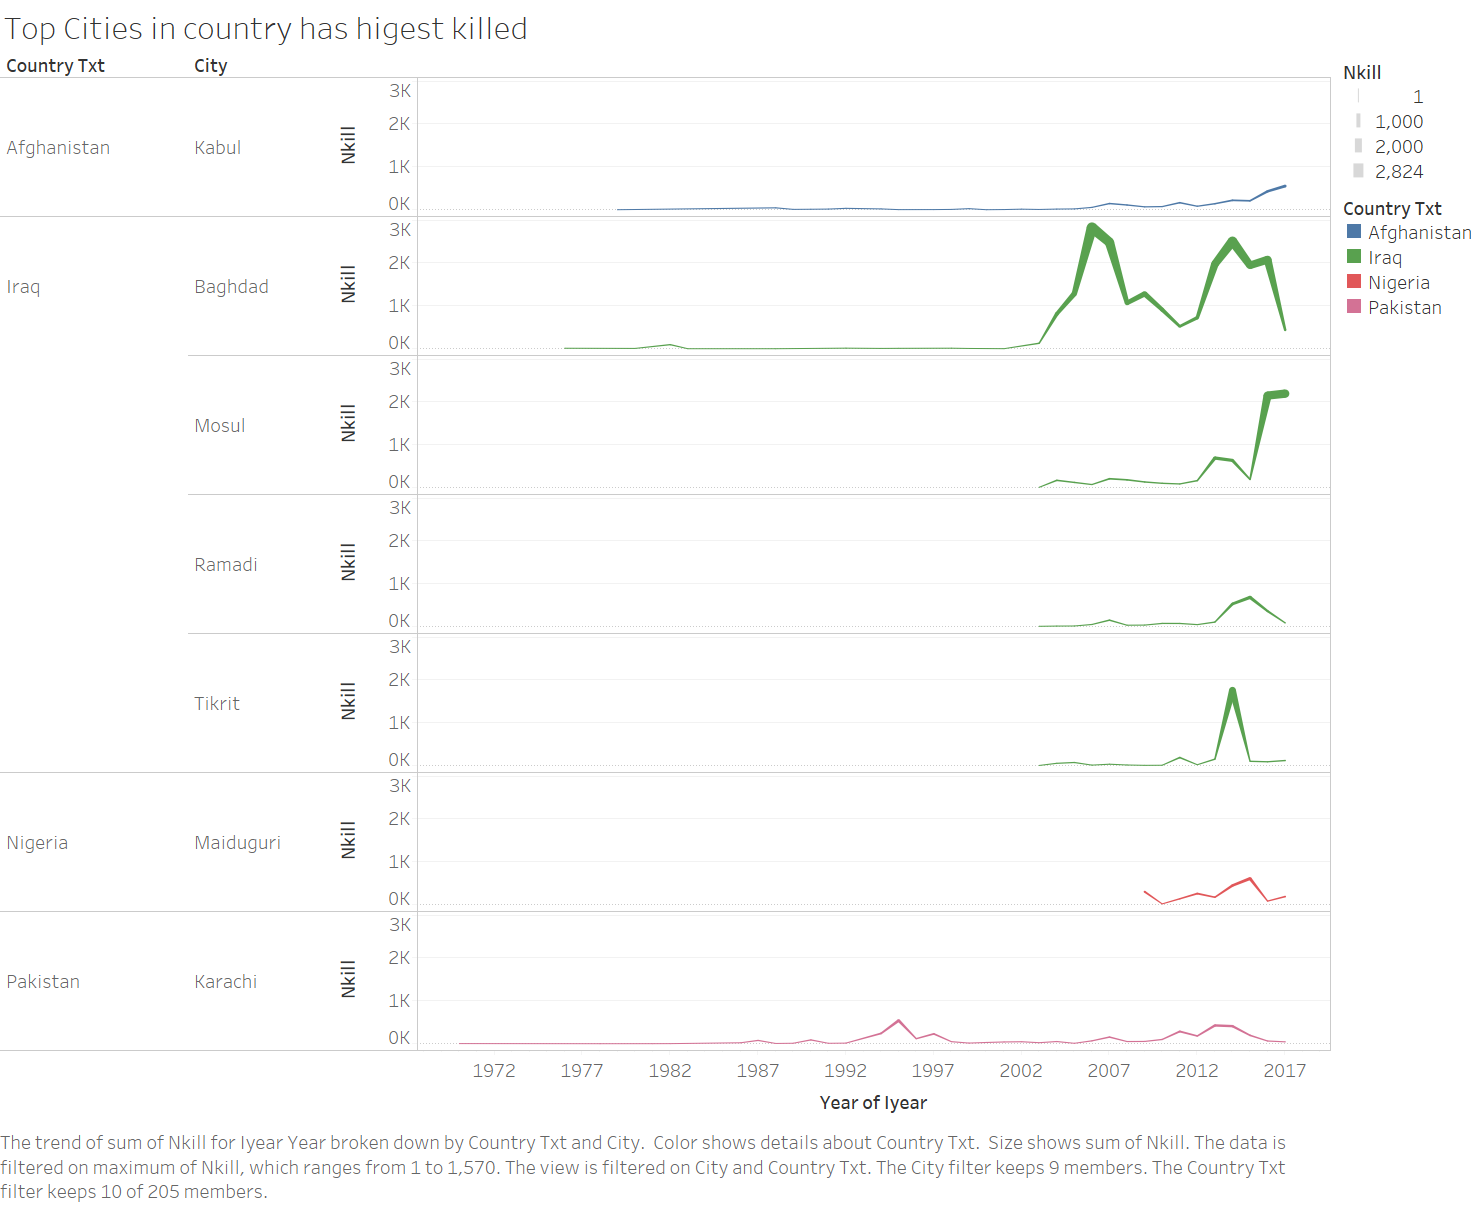 Top Cities in country has higest killed
Country Txt City
Afghanistan Kabul Nkill
3K
2K
1K
0K
Iraq Baghdad Nkill
3K
2K
1K
0K
Mosul Nkill
3K
2K
1K
0K
Ramadi Nkill
3K
2K
1K
0K
Tikrit Nkill
3K
2K
1K
0K
Nigeria Maiduguri Nkill
3K
2K
1K
0K
Pakistan Karachi Nkill
3K
2K
1K
0K
1972 1977 1982 1987 1992 1997 2002 2007 2012 2017
Year of Iyear
Nkill
1
1,000
2,000
2,824
Country Txt
Afghanistan
Iraq
Nigeria
Pakistan
The trend of sum of Nkill for Iyear Year broken down by Country Txt and City. Color shows details about Country Txt. Size shows sum of Nkill. The data is
filtered on maximum of Nkill, which ranges from 1 to 1,570. The view is filtered on City and Country Txt. The City filter keeps 9 members. The Country Txt
filter keeps 10 of 205 members.